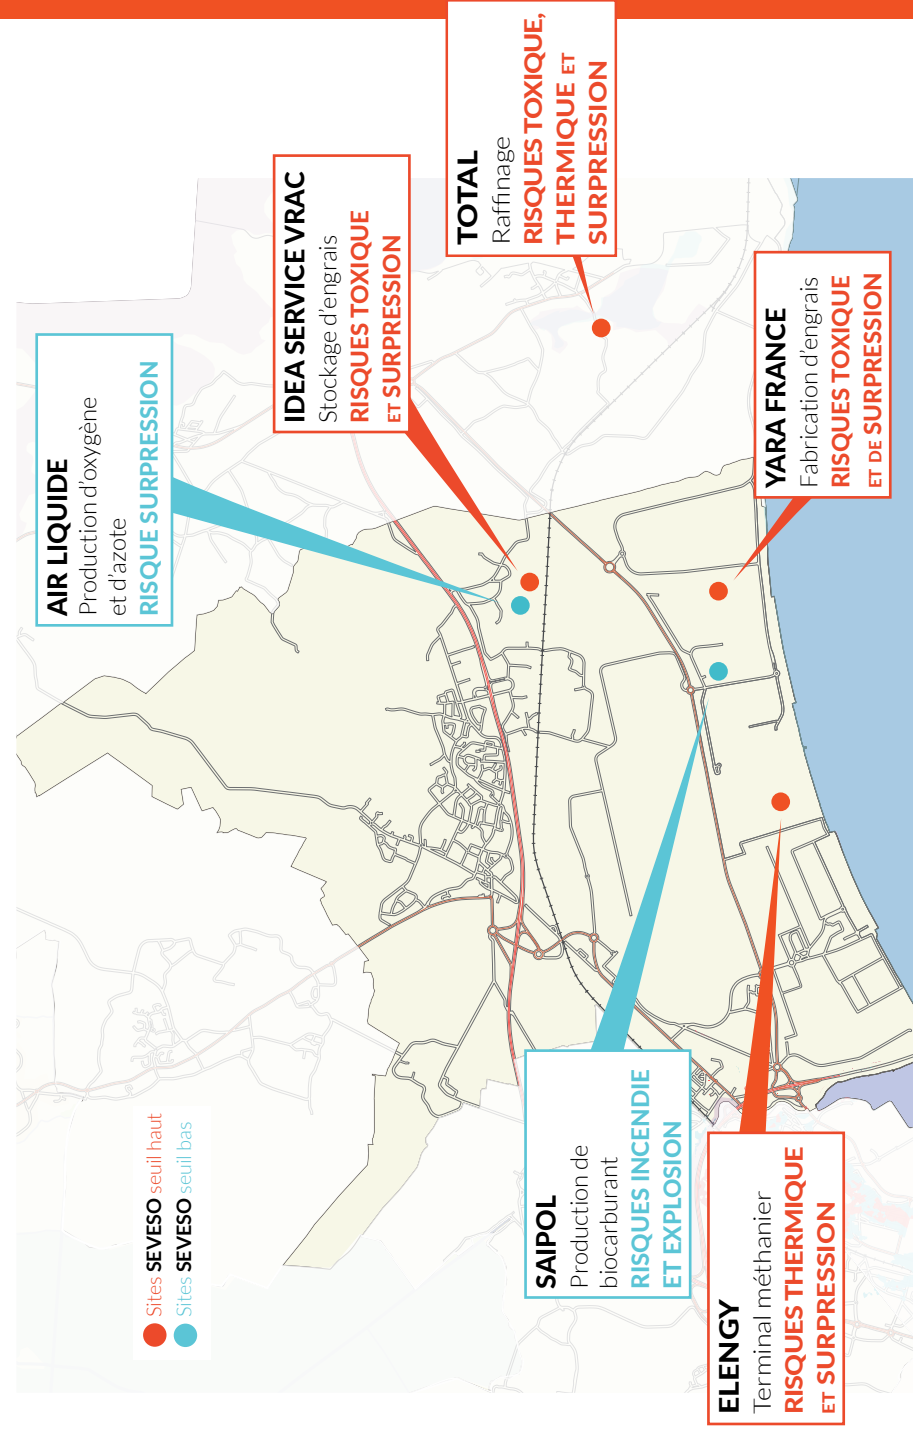 Sites SEVESO seuil haut
Sites SEVESO seuil bas
AIR LIQUIDE
Production d'oxygène
et d'azote
RISQUE SURPRESSION
IDEA SERVICE VRAC
Stockage d'engrais
RISQUES TOXIQUE
ET SURPRESSION
TOTAL
Raffinage
RISQUES TOXIQUE,
THERMIQUE ET
SURPRESSION
SAIPOL
Production de
biocarburant
RISQUES INCENDIE
ET EXPLOSION
ELENGY
Terminal méthanier
RISQUES THERMIQUE
ET SURPRESSION
YARA FRANCE
Fabrication d'engrais
RISQUES TOXIQUE
ET DE SURPRESSION